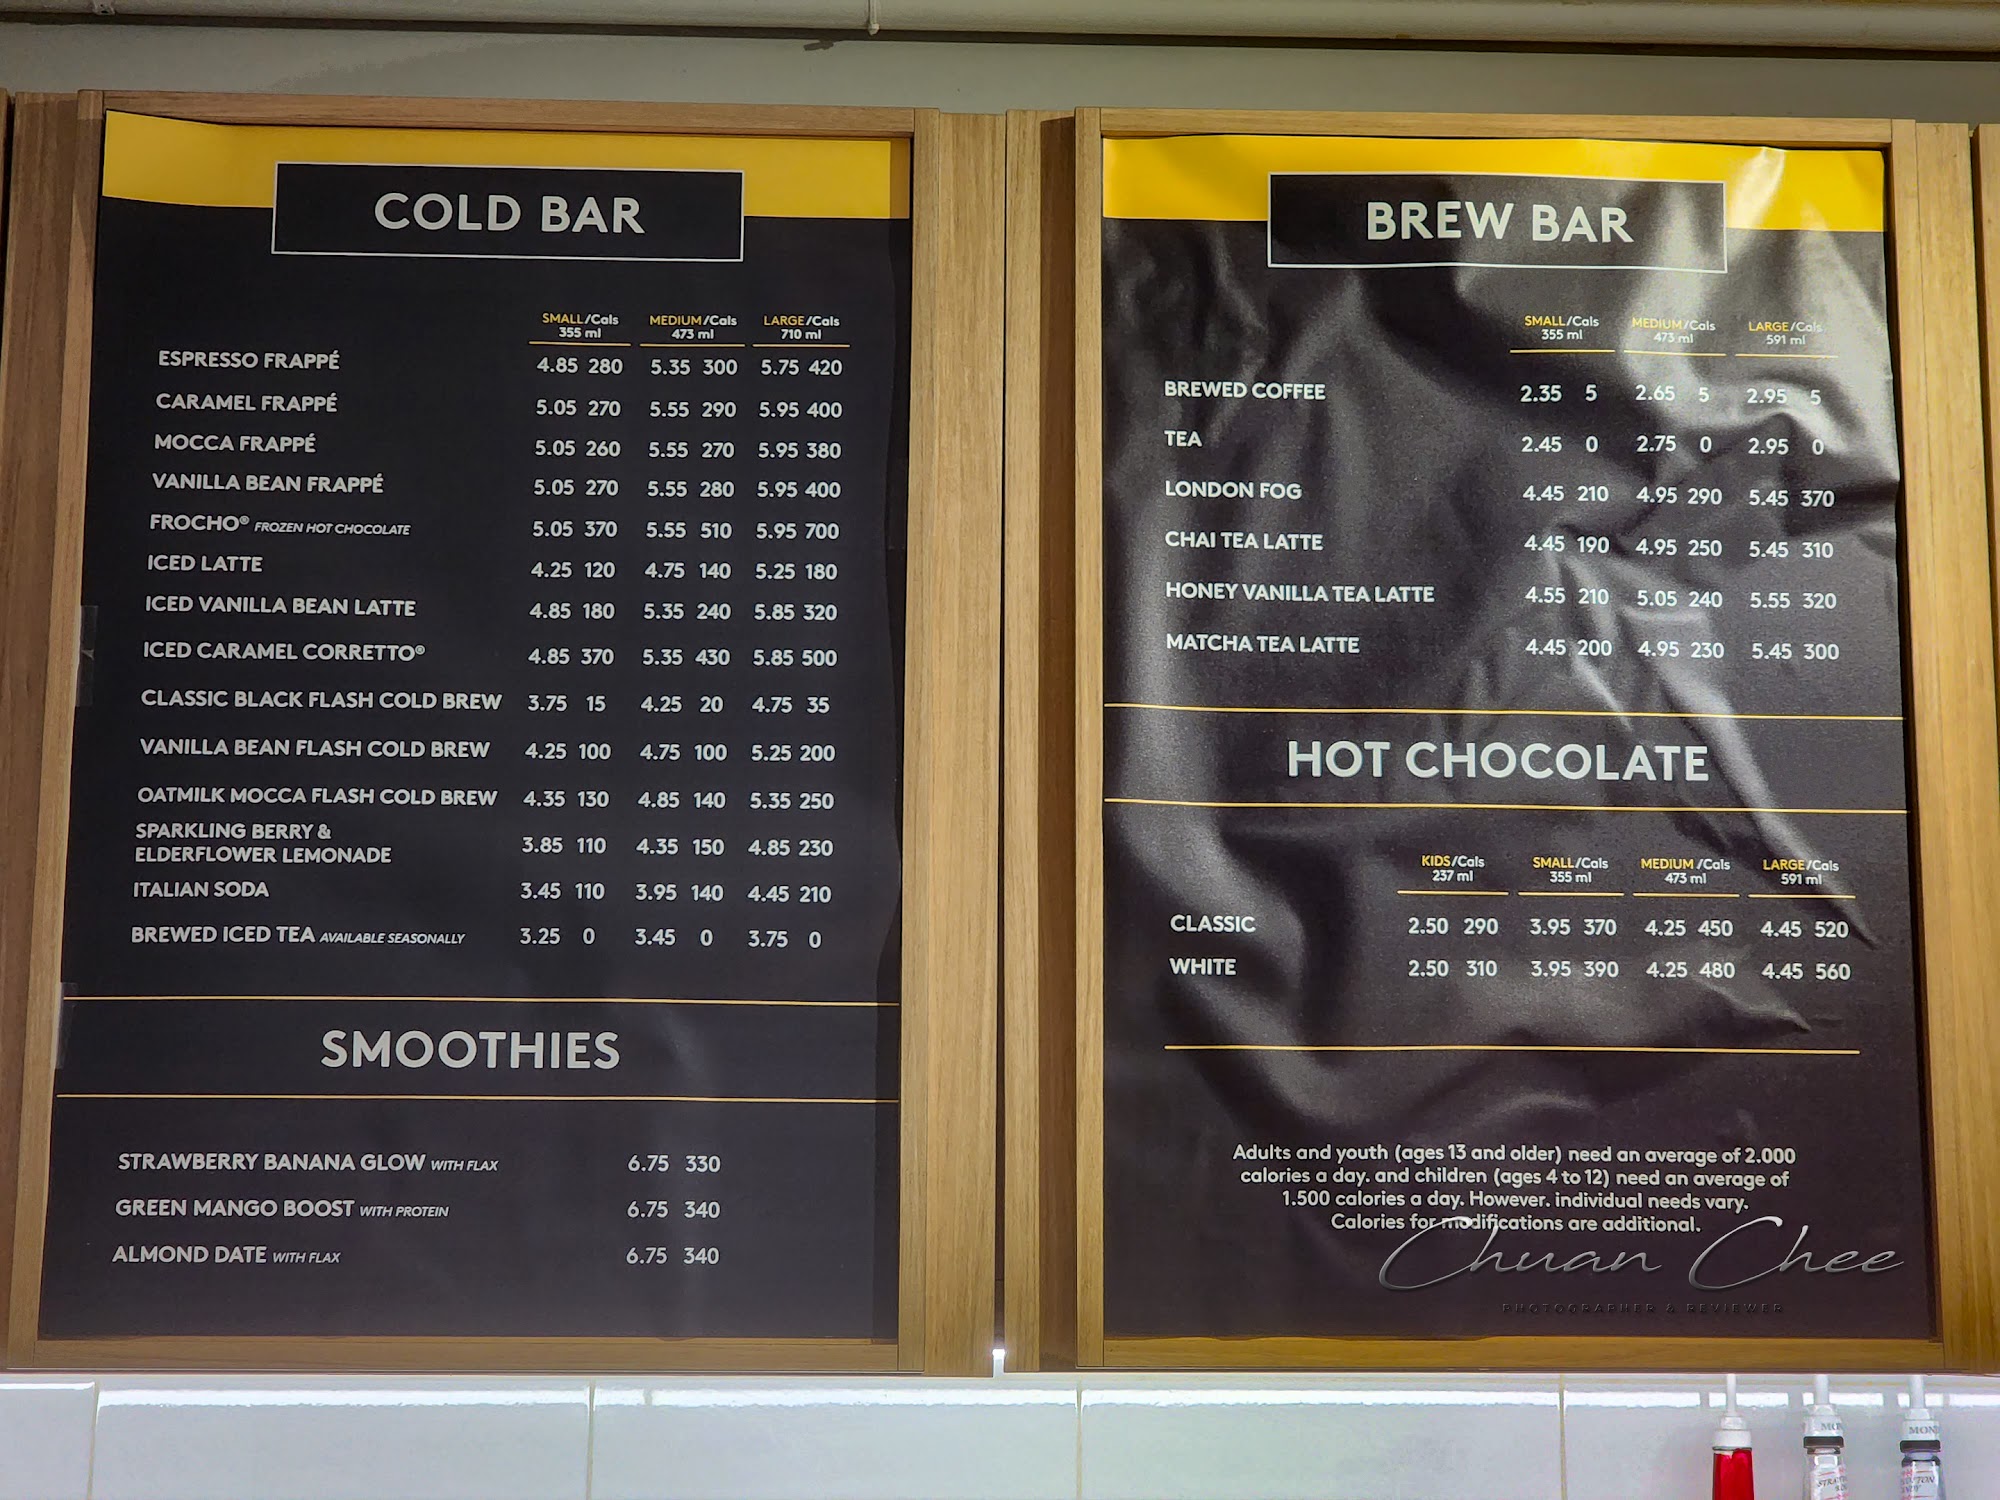 COLD BAR
SMALL/Cals MEDIUM/Cals LARGE/Cals
355 ml 473 ml 710 ml
ESPRESSO FRAPPÉ 4.85 280 5.35 300 5.75 420
CARAMEL FRAPPÉ 5.05 270 5.55 290 5.95 400
MOCCA FRAPPÉ 5.05 260 5.55 270 5.95 380
VANILLA BEAN FRAPPÉ 5.05 270 5.55 280 5.95 400
FROCHO® FROZEN HOT CHOCOLATE 5.05 370 5.55 510 5.95 700
ICED LATTE 4.25 120 4.75 140 5.25 180
ICED VANILLA BEAN LATTE 4.85 180 5.35 240 5.85 320
ICED CARAMEL CORRETTO® 4.85 370 5.35 430 5.85 500
CLASSIC BLACK FLASH COLD BREW 3.75 15 4.25 20 4.75 35
VANILLA BEAN FLASH COLD BREW 4.25 100 4.75 100 5.25 200
OATMILK MOCCA FLASH COLD BREW 4.35 130 4.85 140 5.35 250
SPARKLING BERRY &
ELDERFLOWER LEMONADE 3.85 110 4.35 150 4.85 230
ITALIAN SODA 3.45 110 3.95 140 4.45 210
BREWED ICED TEA AVAILABLE SEASONALLY 3.25 0 3.45 0 3.75 0
SMOOTHIES
STRAWBERRY BANANA GLOW WITH FLAX 6.75 330
GREEN MANGO BOOST WITH PROTEIN 6.75 340
ALMOND DATE WITH FLAX 6.75 340
BREW BAR
SMALL/Cals MEDIUM/Cals LARGE/Cals
355 ml 473 ml 591 ml
BREWED COFFEE 2.35 5 2.65 5 2.95 5
TEA 2.45 0 2.75 0 2.95 0
LONDON FOG 4.45 210 4.95 290 5.45 370
CHAI TEA LATTE 4.45 190 4.95 250 5.45 310
HONEY VANILLA TEA LATTE 4.55 210 5.05 240 5.55 320
MATCHA TEA LATTE 4.45 200 4.95 230 5.45 300
HOT CHOCOLATE
KIDS/Cals SMALL/Cals MEDIUM/Cals LARGE/Cals
237 ml 355 ml 473 ml 591 ml
CLASSIC 2.50 290 3.95 370 4.25 450 4.45 520
WHITE 2.50 310 3.95 390 4.25 480 4.45 560
Adults and youth (ages 13 and older) need an average of 2.000
calories a day. and children (ages 4 to 12) need an average of
1.500 calories a day. However. individual needs vary.
Calories for modifications are additional.
Chuan Chee
PHOTOGRAPHER & REVIEWER